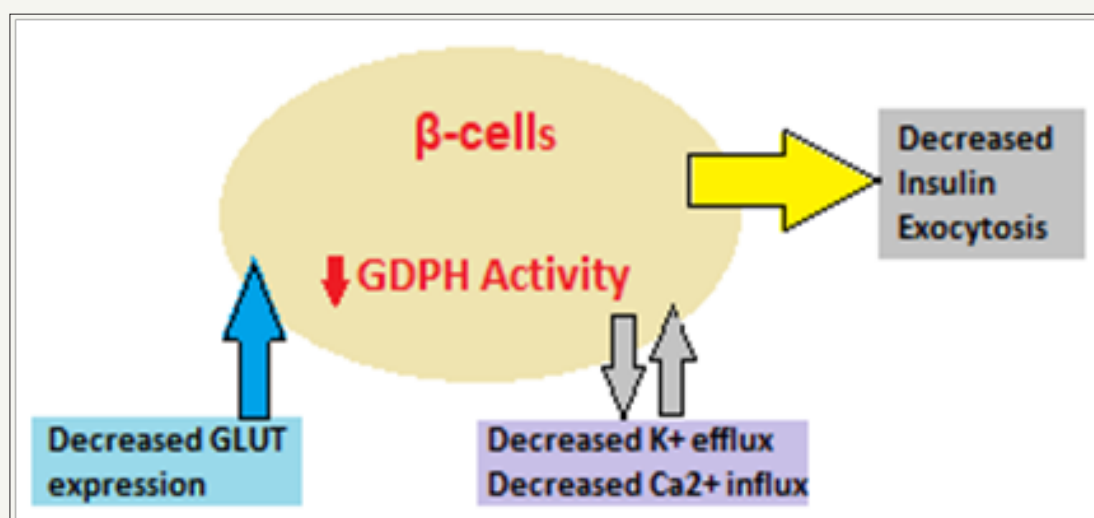 β-cells
Decreased
Insulin
Exocytosis
GDPH Activity
Decreased GLUT
expression
Decreased K+ efflux
Decreased Ca2+ influx